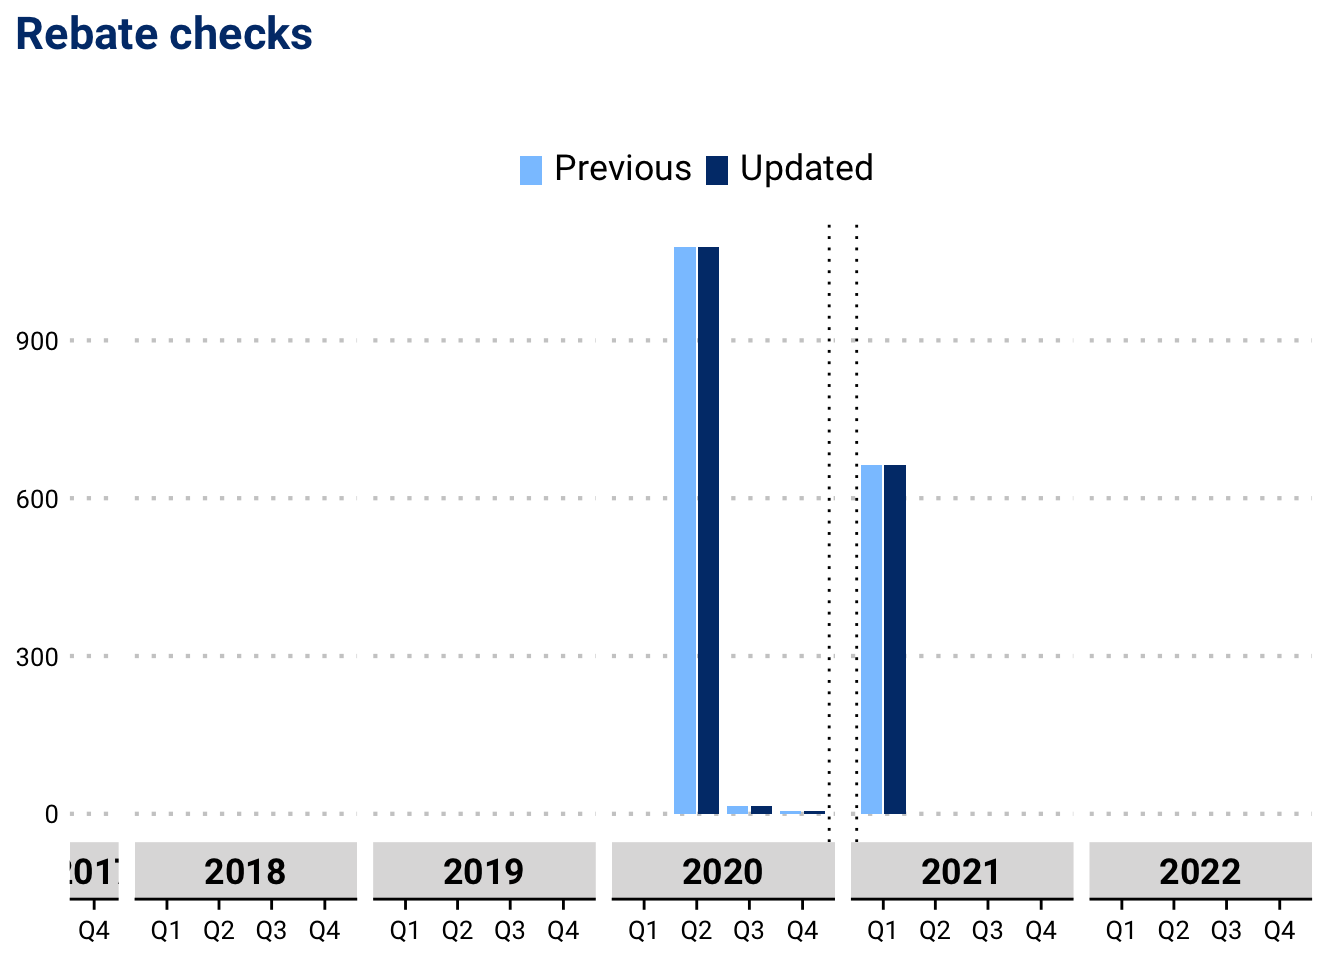 Rebate checks
Previous Updated
900
600
300
0
2017 2018 2019 2020 2021 2022
Q4 Q1 Q2 Q3 Q4 Q1 Q2 Q3 Q4 Q1 Q2 Q3 Q4 Q1 Q2 Q3 Q4 Q1 Q2 Q3 Q4